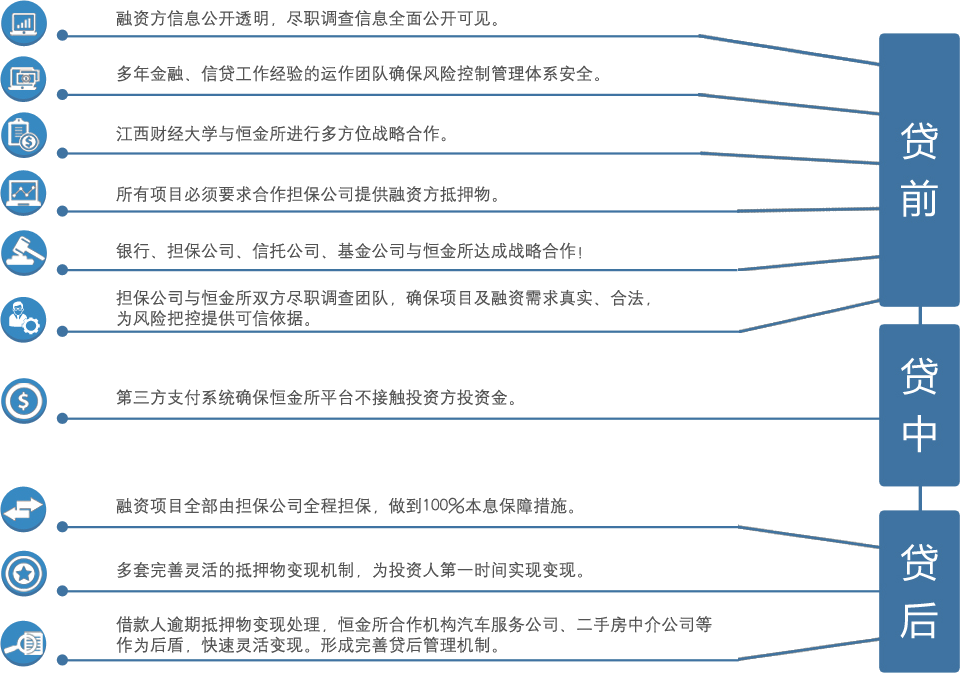 融资方信息公开透明，尽职调查信息全面公开可见。
多年金融、信贷工作经验的运作团队确保风险控制管理体系安全。
江西财经大学与恒金所进行多方位战略合作。
所有项目必须要求合作担保公司提供融资方抵押物。
银行、担保公司、信托公司、基金公司与恒金所达成战略合作！
担保公司与恒金所双方尽职调查团队，确保项目及融资需求真实、合法，
为风险把控提供可信依据。
贷前
第三方支付系统确保恒金所平台不接触投资方投资金。
贷中
融资项目全部由担保公司全程担保，做到100%本息保障措施。
多套完善灵活的抵押物变现机制，为投资人第一时间实现变现。
借款人逾期抵押物变现处理，恒金所合作机构汽车服务公司、二手房中介公司等
作为后盾，快速灵活变现。形成完善贷后管理机制。
贷后